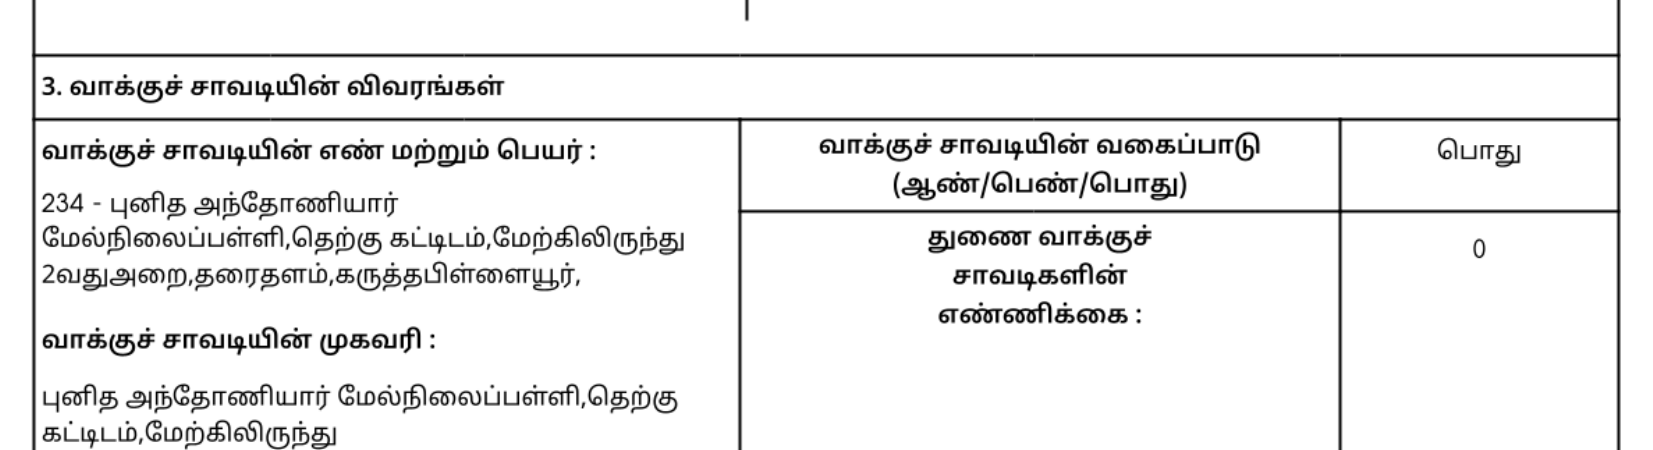 3. வாக்குச் சாவடியின் விவரங்கள்
வாக்குச் சாவடியின் எண் மற்றும் பெயர் :
234 - புனித அந்தோணியார்
மேல்நிலைப்பள்ளி,தெற்கு கட்டிடம்,மேற்கிலிருந்து
2வதுஅறை,தரைதளம்,கருத்தபிள்ளையூர்,
வாக்குச் சாவடியின் முகவரி :
புனித அந்தோணியார் மேல்நிலைப்பள்ளி,தெற்கு
கட்டிடம்,மேற்கிலிருந்து
வாக்குச் சாவடியின் வகைப்பாடு
(ஆண்/பெண்/பொது)
பொது
துணை வாக்குச்
சாவடிகளின்
எண்ணிக்கை :
0